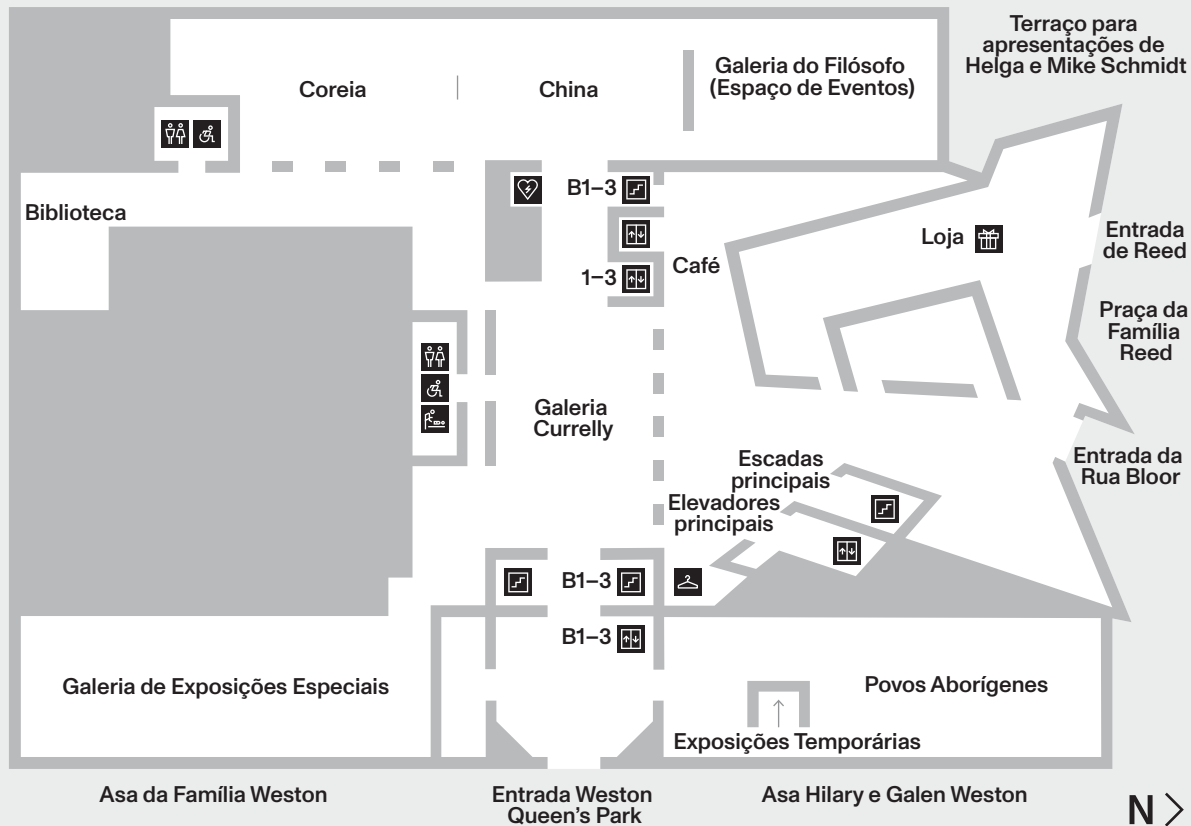 Terraço para
apresentações de
Helga e Mike Schmidt
Coreia
China
Galeria do Filósofo
(Espaço de Eventos)
Biblioteca
B1–3
1–3
Café
Loja
Entrada
de Reed
Praça da
Família
Reed
Galeria
Currelly
Escadas
principais
Elevadores
principais
Entrada da
Rua Bloor
B1–3
B1–3
Galeria de Exposições Especiais
Povos Aborígenes
Exposições Temporárias
Asa da Família Weston
Entrada Weston
Queen’s Park
Asa Hilary e Galen Weston
N